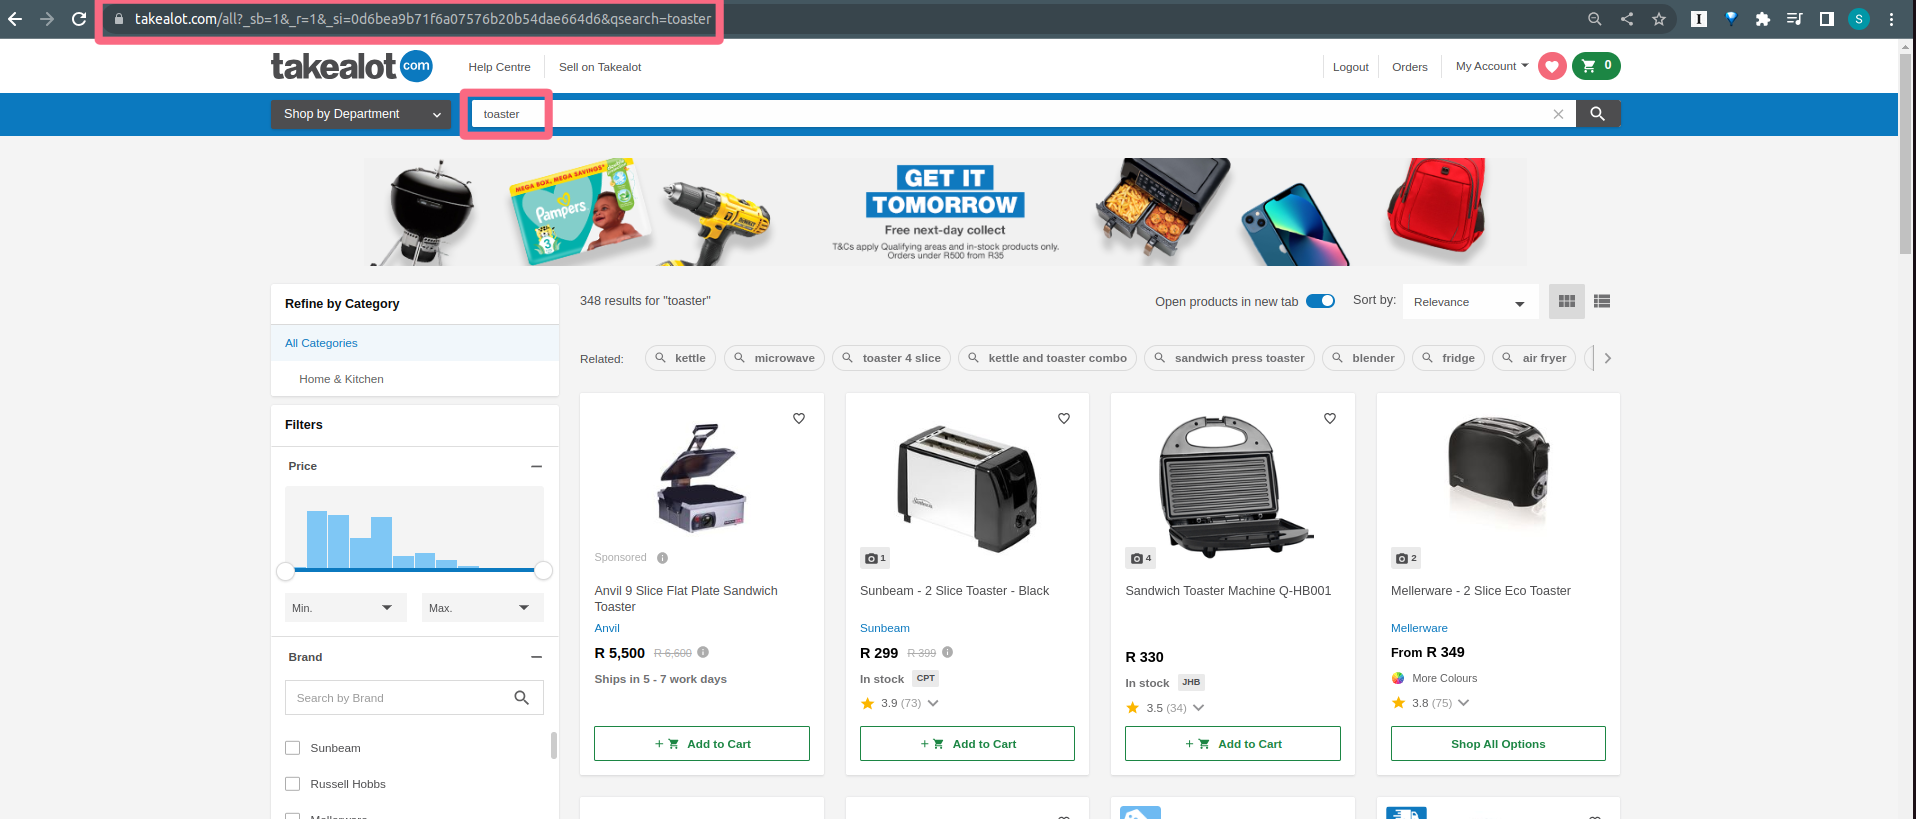 takealot.com/all?_sb=1&_r=1&_si=0d6bea9b71f6a07576b20b54dae664d6&qsearch=toaster
I
S
takealot com
Help Centre
Sell on Takealot
Logout
Orders
My Account
0
Shop by Department
toaster
MEGA BOX, MEGA SAVINGS*
Pampers
3
GET IT
TOMORROW
Free next-day collect
T&Cs apply Qualifying areas and in-stock products only.
Orders under R500 from R35
Refine by Category
All Categories
Home & Kitchen
348 results for "toaster"
Open products in new tab
Sort by:
Relevance
Related:
kettle
microwave
toaster 4 slice
kettle and toaster combo
sandwich press toaster
blender
fridge
air fryer
Filters
Price
Min.
Max.
Brand
Search by Brand
Sunbeam
Russell Hobbs
Mellerware
Sponsored
Anvil 9 Slice Flat Plate Sandwich
Toaster
Anvil
R 5,500 R 6,600
Ships in 5 - 7 work days
Add to Cart
Sunbeam
1
Sunbeam - 2 Slice Toaster - Black
Sunbeam
R 299 R 399
In stock CPT
3.9 (73)
Add to Cart
4
Sandwich Toaster Machine Q-HB001
R 330
In stock JHB
3.5 (34)
Add to Cart
2
Mellerware - 2 Slice Eco Toaster
Mellerware
From R 349
More Colours
3.8 (75)
Shop All Options